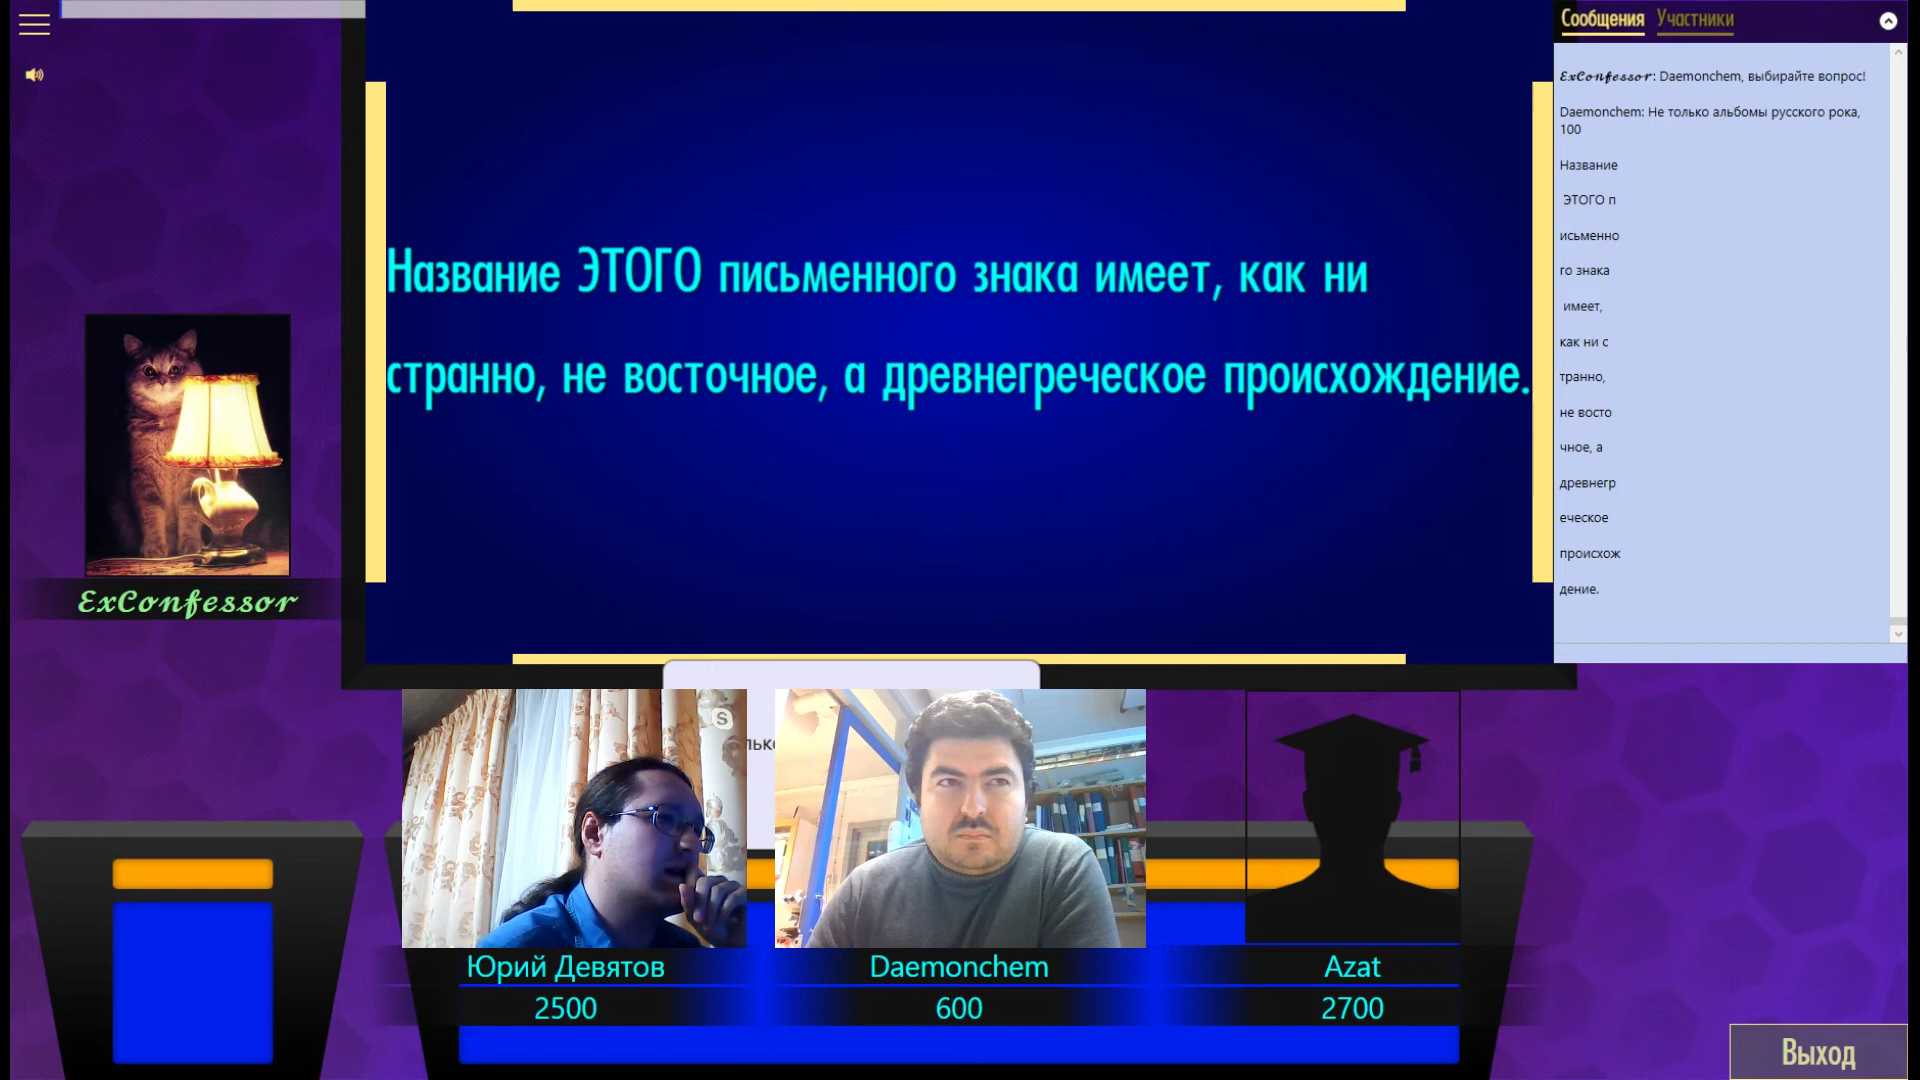 Сообщения Участники
ExConfessor: Daemonchem, выбирайте вопрос!
Daemonchem: Не только альбомы русского рока,
100
Название
ЭТОГО п
исьменно
го знака
имеет,
как ни с
транно,
не восто
чное, а
древнегр
еческое
происхож
дение.
Название ЭТОГО письменного знака имеет, как ни
странно, не восточное, а древнегреческое происхождение.
ExConfessor
S
Юрий Девятов
2500
Daemonchem
600
Azat
2700
Выход